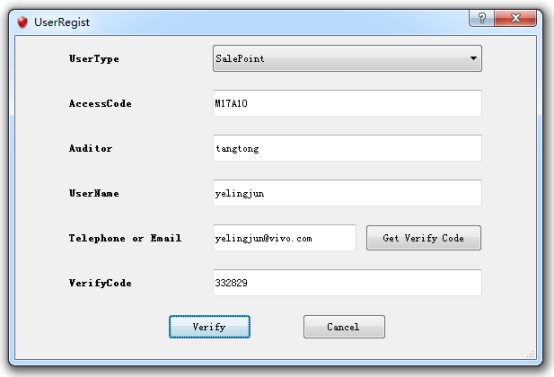 UserRegist
UserType SalePoint
AccessCode M17A10
Auditor tangtong
UserName yelingjun
Telephone or Email yelingjun@vivo.com Get Verify Code
VerifyCode 332829
Verify Cancel